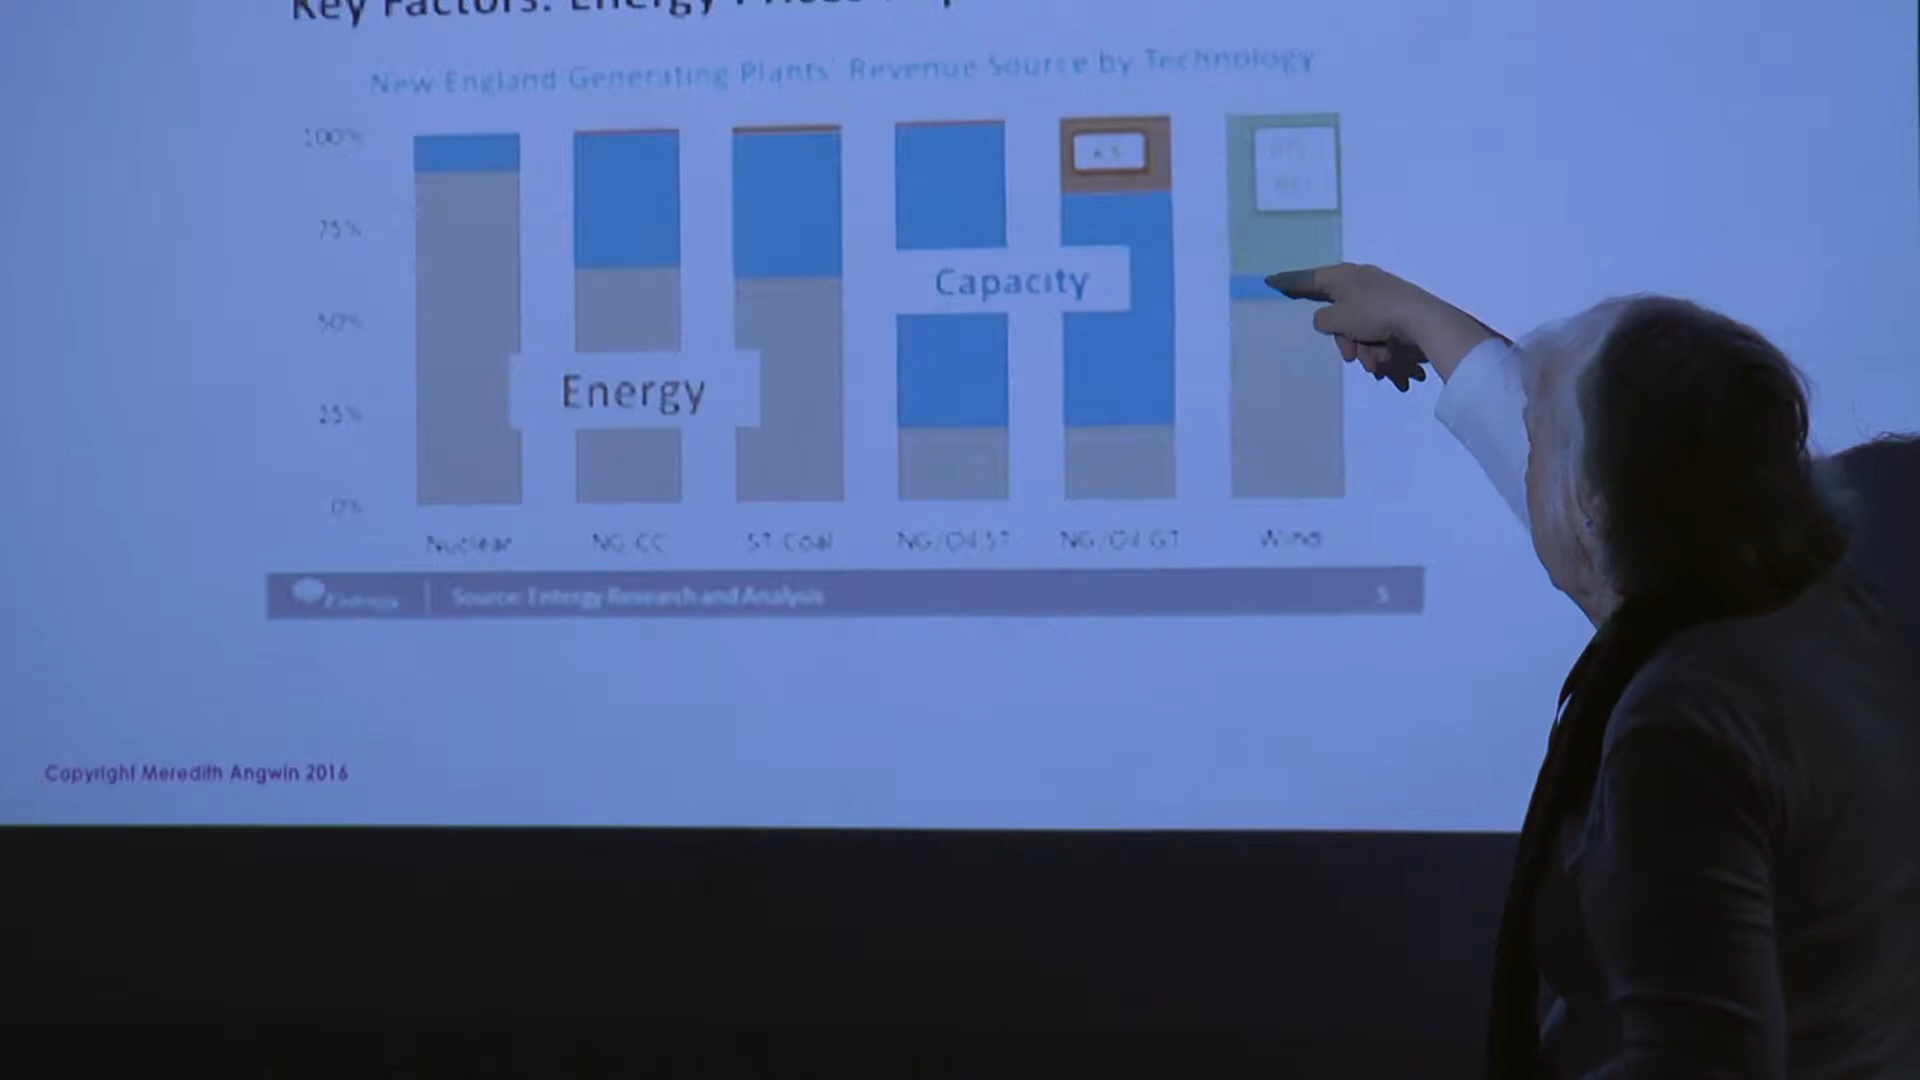 Key Factors: Energy Prices
New England Generating Plants' Revenue Source by Technology
100%
75%
50%
25%
0%
Capacity
Energy
Nuclear
NG CC
ST Coal
NG/Oil ST
NG/Oil GT
Wind
Entergy
Source: Entergy Research and Analysis
5
Copyright Meredith Angwin 2016